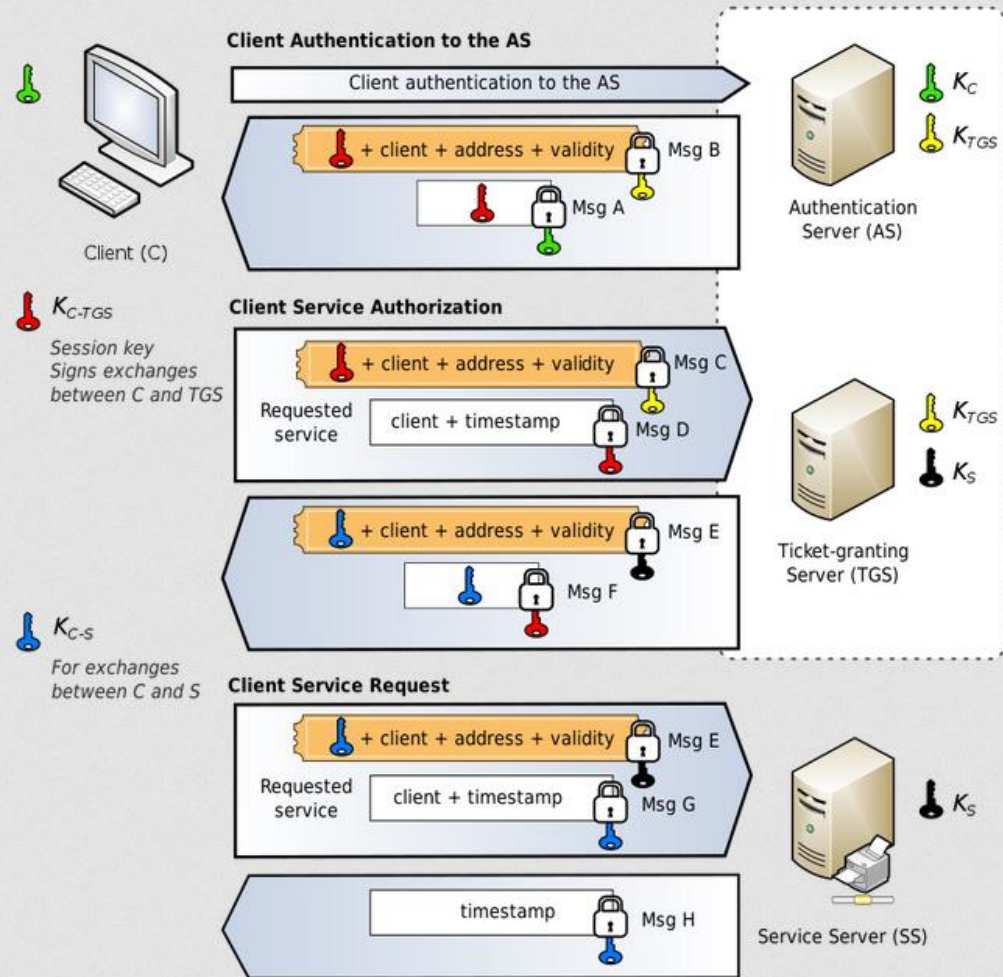 Client Authentication to the AS
Client authentication to the AS
+ client + address + validity
Msg B
Msg A
Client (C)
K_C
K_TGS
Authentication
Server (AS)
K_C-TGS
Session key
Signs exchanges
between C and TGS
Client Service Authorization
+ client + address + validity
Msg C
Requested
service
client + timestamp
Msg D
K_TGS
K_S
Ticket-granting
Server (TGS)
+ client + address + validity
Msg E
Msg F
K_C-S
For exchanges
between C and S
Client Service Request
+ client + address + validity
Msg E
Requested
service
client + timestamp
Msg G
K_S
timestamp
Msg H
Service Server (SS)